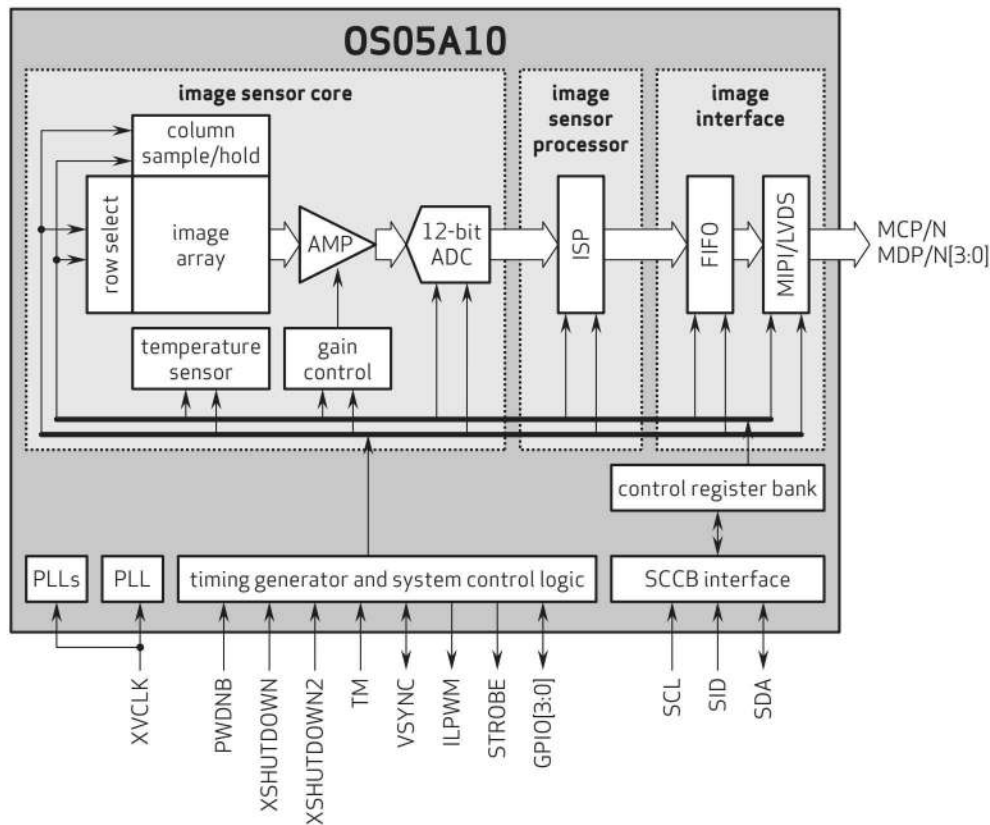 OS05A10
image sensor core
image
sensor
processor
image
interface
column
sample/hold
row select
image
array
AMP
12-bit
ADC
ISP
FIFO
MIPI/LVDS
MCP/N
MDP/N[3:0]
temperature
sensor
gain
control
control register bank
PLLs
PLL
timing generator and system control logic
SCCB interface
XVCLK
PWDNB
XSHUTDOWN
XSHUTDOWN2
TM
VSYNC
ILPWM
STROBE
GPIO[3:0]
SCL
SID
SDA